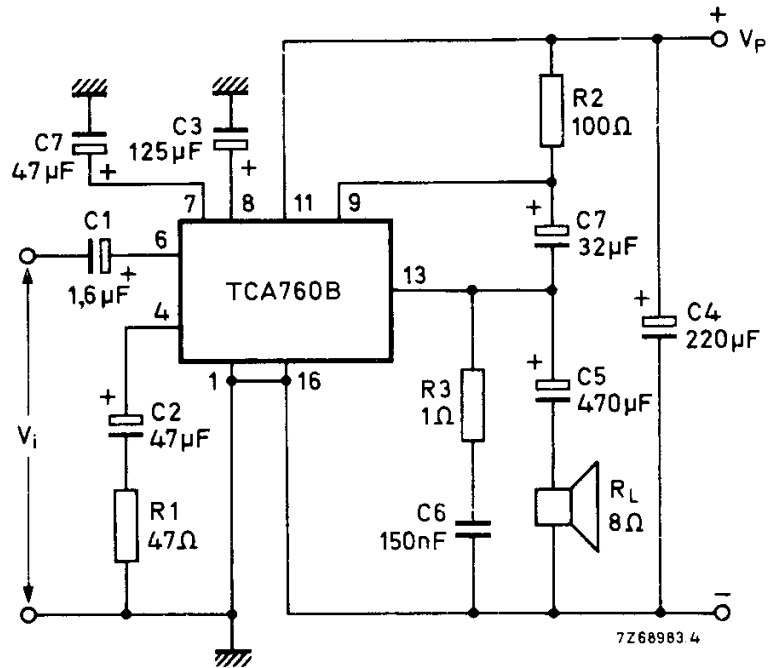 +
V_P
C7
47µF
+
C3
125µF
+
R2
100Ω
7
8
11
9
C1
1,6µF
+
6
+
C7
32µF
TCA760B
13
4
+
C4
220µF
1
16
+
C5
470µF
R3
1Ω
+
C2
47µF
V_i
R_L
8Ω
R1
47Ω
C6
150nF
−
7Z68983.4